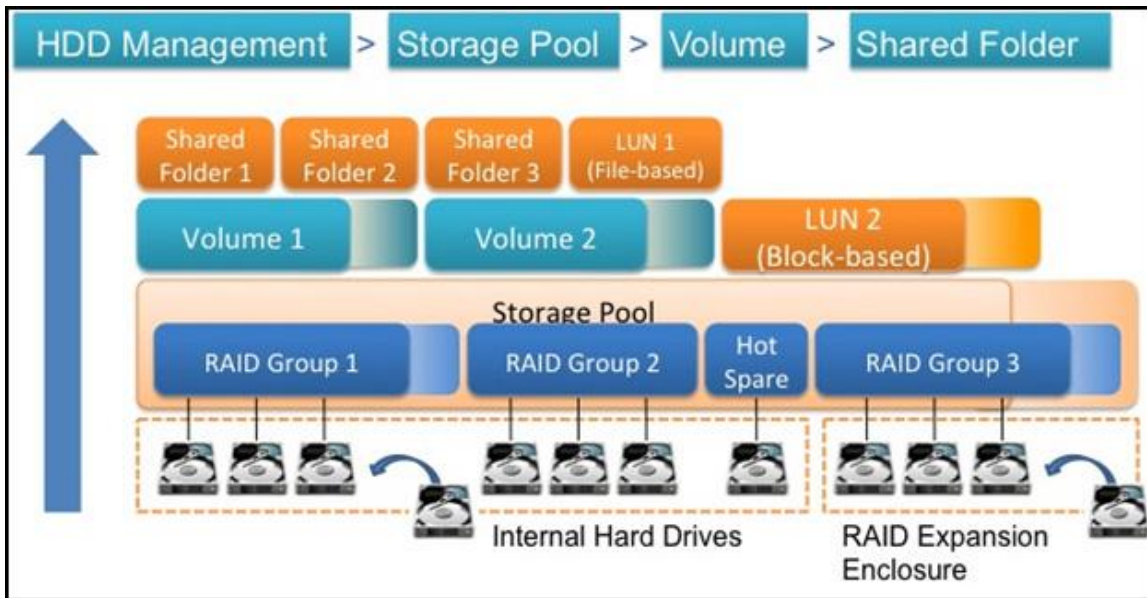 HDD Management > Storage Pool > Volume > Shared Folder
Shared Folder 1
Shared Folder 2
Shared Folder 3
LUN 1 (File-based)
Volume 1
Volume 2
LUN 2 (Block-based)
Storage Pool
RAID Group 1
RAID Group 2
Hot Spare
RAID Group 3
Internal Hard Drives
RAID Expansion
Enclosure